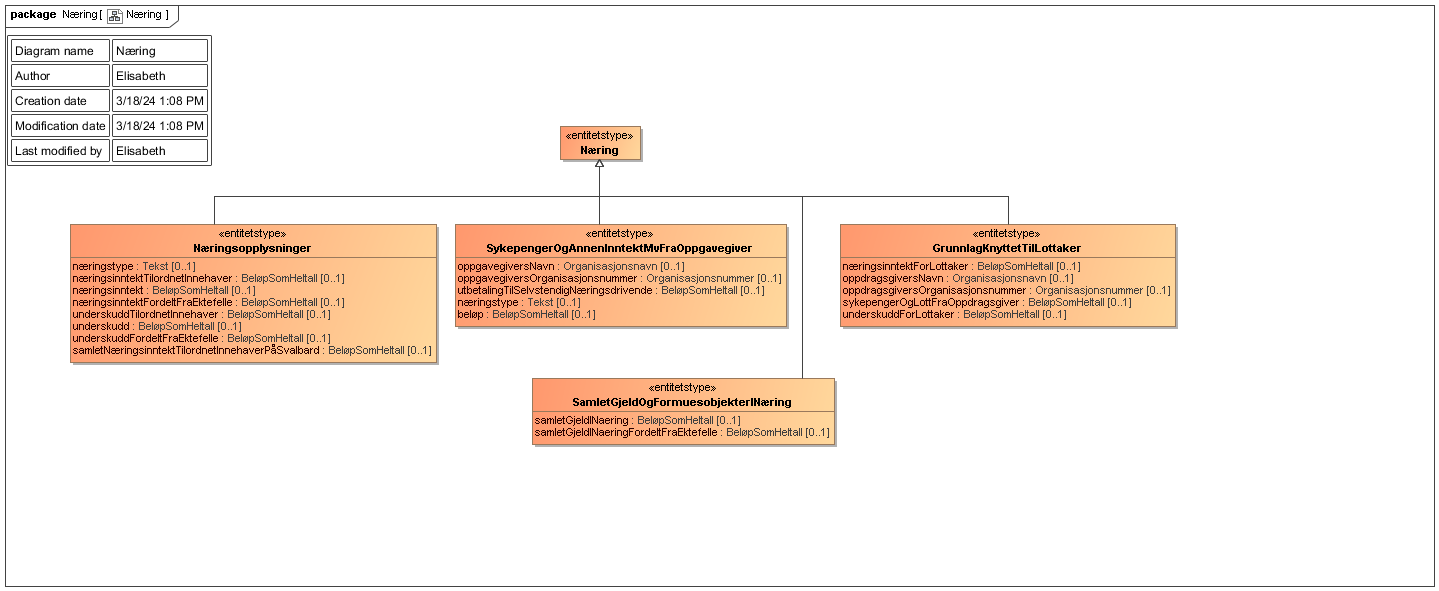 package Næring[ Næring ]
Diagram name Næring
Author Elisabeth
Creation date 3/18/24 1:08 PM
Modification date 3/18/24 1:08 PM
Last modified by Elisabeth
«entitetstype»
Næring
«entitetstype»
Næringsopplysninger
næringstype : Tekst [0..1]
næringsinntektTilordnetInnehaver : BeløpSomHeltall [0..1]
næringsinntekt : BeløpSomHeltall [0..1]
næringsinntektFordeltFraEktefelle : BeløpSomHeltall [0..1]
underskuddTilordnetInnehaver : BeløpSomHeltall [0..1]
underskudd : BeløpSomHeltall [0..1]
underskuddFordeltFraEktefelle : BeløpSomHeltall [0..1]
samletNæringsinntektTilordnetInnehaverPåSvalbard : BeløpSomHeltall [0..1]
«entitetstype»
SykepengerOgAnnenInntektMvFraOppgavegiver
oppgavegiversNavn : Organisasjonsnavn [0..1]
oppgavegiversOrganisasjonsnummer : Organisasjonsnummer [0..1]
utbetalingTilSelvstendigNæringsdrivende : BeløpSomHeltall [0..1]
næringstype : Tekst [0..1]
beløp : BeløpSomHeltall [0..1]
«entitetstype»
GrunnlagKnyttetTilLottaker
næringsinntektForLottaker : BeløpSomHeltall [0..1]
oppdragsgiversNavn : Organisasjonsnavn [0..1]
oppdragsgiversOrganisasjonsnummer : Organisasjonsnummer [0..1]
sykepengerOgLottFraOppdragsgiver : BeløpSomHeltall [0..1]
underskuddForLottaker : BeløpSomHeltall [0..1]
«entitetstype»
SamletGjeldOgFormuesobjekterINæring
samletGjeldINaering : BeløpSomHeltall [0..1]
samletGjeldINaeringFordeltFraEktefelle : BeløpSomHeltall [0..1]